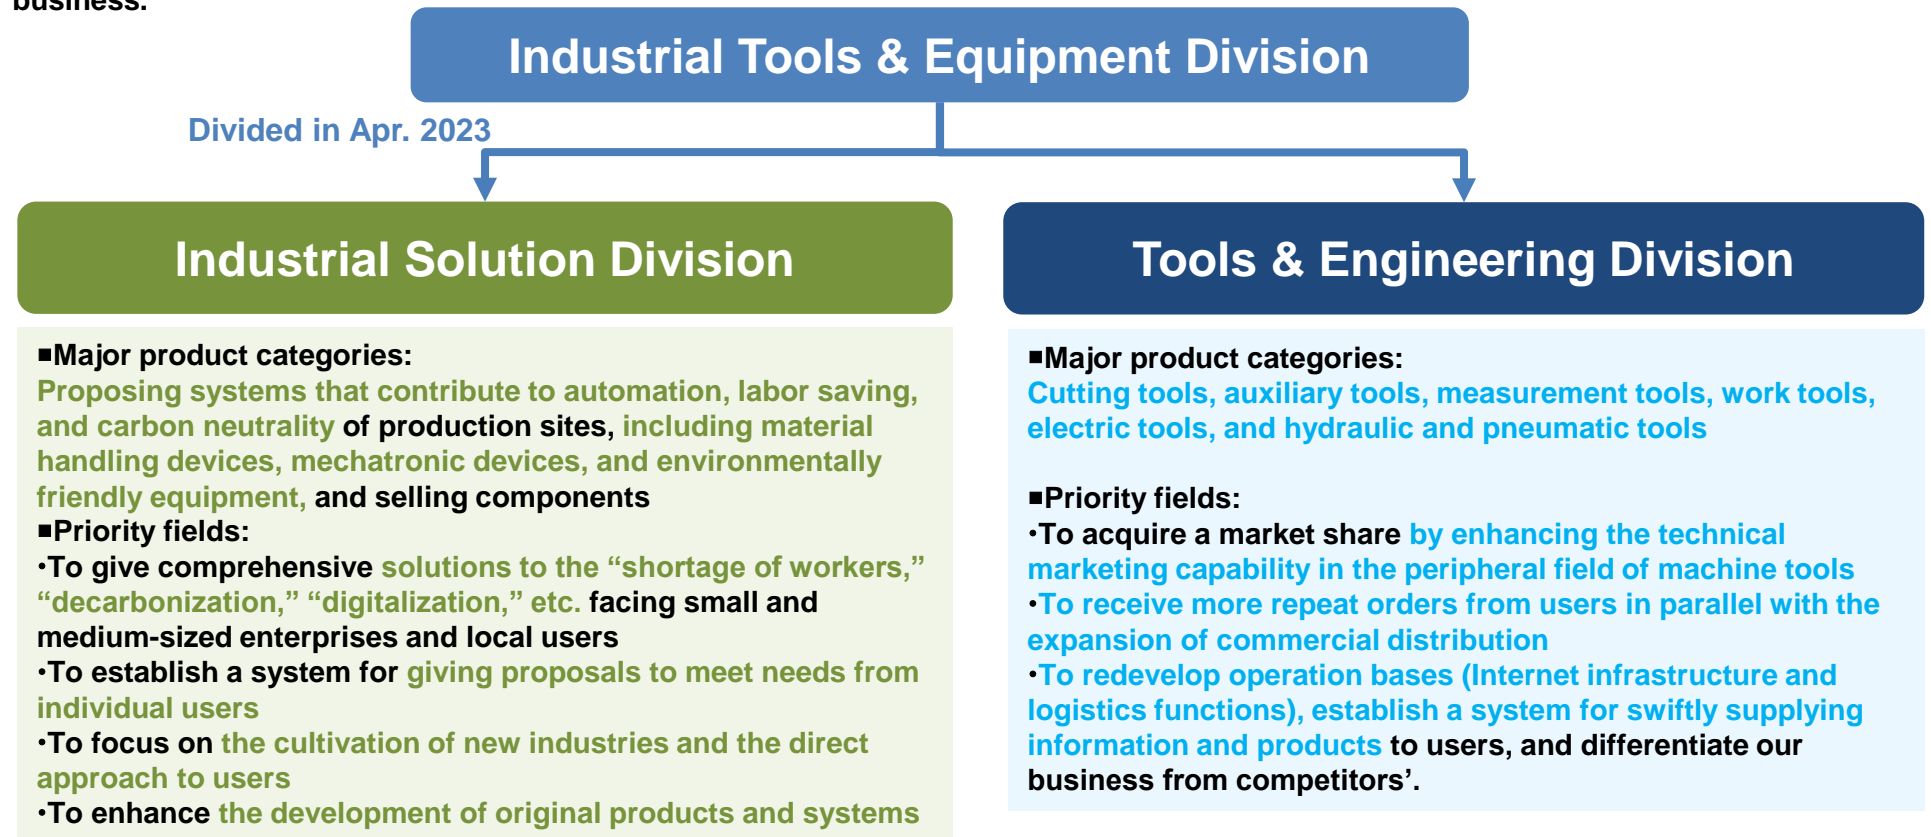 business.
Industrial Tools & Equipment Division
Divided in Apr. 2023
Industrial Solution Division
■Major product categories:
Proposing systems that contribute to automation, labor saving,
and carbon neutrality of production sites, including material
handling devices, mechatronic devices, and environmentally
friendly equipment, and selling components
■Priority fields:
・To give comprehensive solutions to the “shortage of workers,”
“decarbonization,” “digitalization,” etc. facing small and
medium-sized enterprises and local users
・To establish a system for giving proposals to meet needs from
individual users
・To focus on the cultivation of new industries and the direct
approach to users
・To enhance the development of original products and systems
Tools & Engineering Division
■Major product categories:
Cutting tools, auxiliary tools, measurement tools, work tools,
electric tools, and hydraulic and pneumatic tools
■Priority fields:
・To acquire a market share by enhancing the technical
marketing capability in the peripheral field of machine tools
・To receive more repeat orders from users in parallel with the
expansion of commercial distribution
・To redevelop operation bases (Internet infrastructure and
logistics functions), establish a system for swiftly supplying
information and products to users, and differentiate our
business from competitors’.